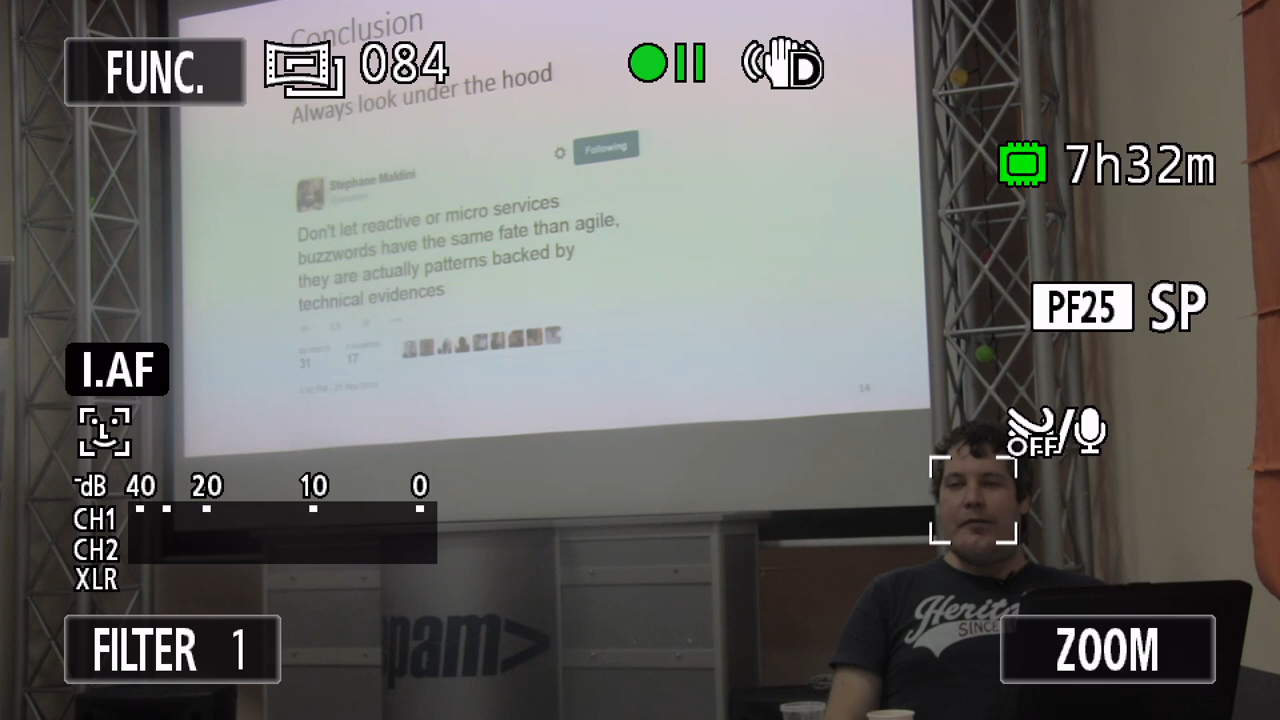 Conclusion
FUNC.
084
D
Always look under the hood
Following
7h32m
Stephane Maldini
Don't let reactive or micro services
buzzwords have the same fate than agile,
they are actually patterns backed by
technical evidences
PF25 SP
31 17
I.AF
14
OFF
-dB 40 20 10 0
CH1
CH2
XLR
Herit
SINCE
pam>
FILTER 1
ZOOM